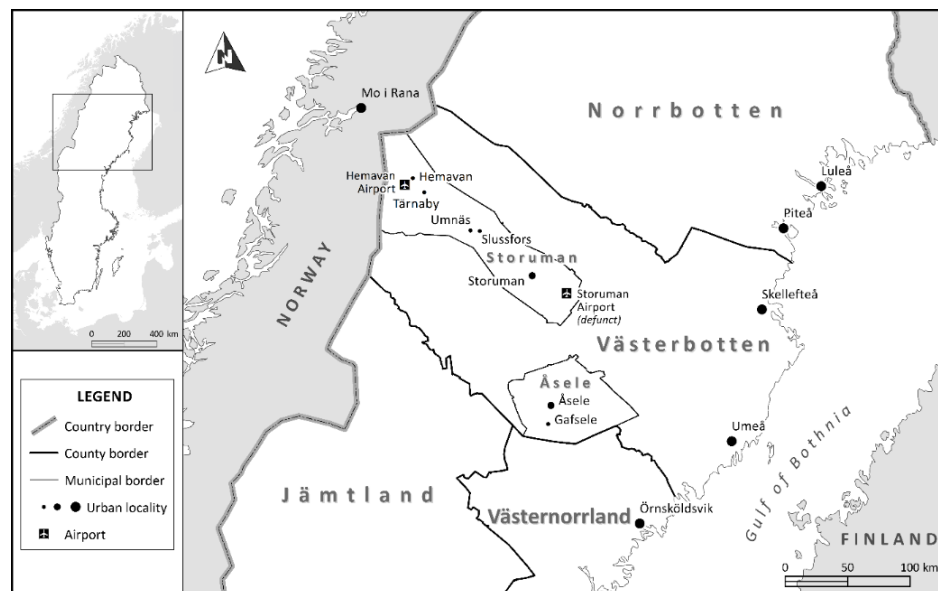 N
Mo i Rana
Norrbotten
Hemavan
Airport
Hemavan
Tärnaby
Luleå
Piteå
Umnäs
Slussfors
Storuman
Storuman
Storuman
Airport
(defunct)
Skellefteå
NORWAY
Västerbotten
Åsele
Åsele
Gafsele
Umeå
Gulf of Bothnia
Jämtland
Västernorrland
Örnsköldsvik
FINLAND
0 50 100 km
0 200 400 km
LEGEND
Country border
County border
Municipal border
Urban locality
Airport